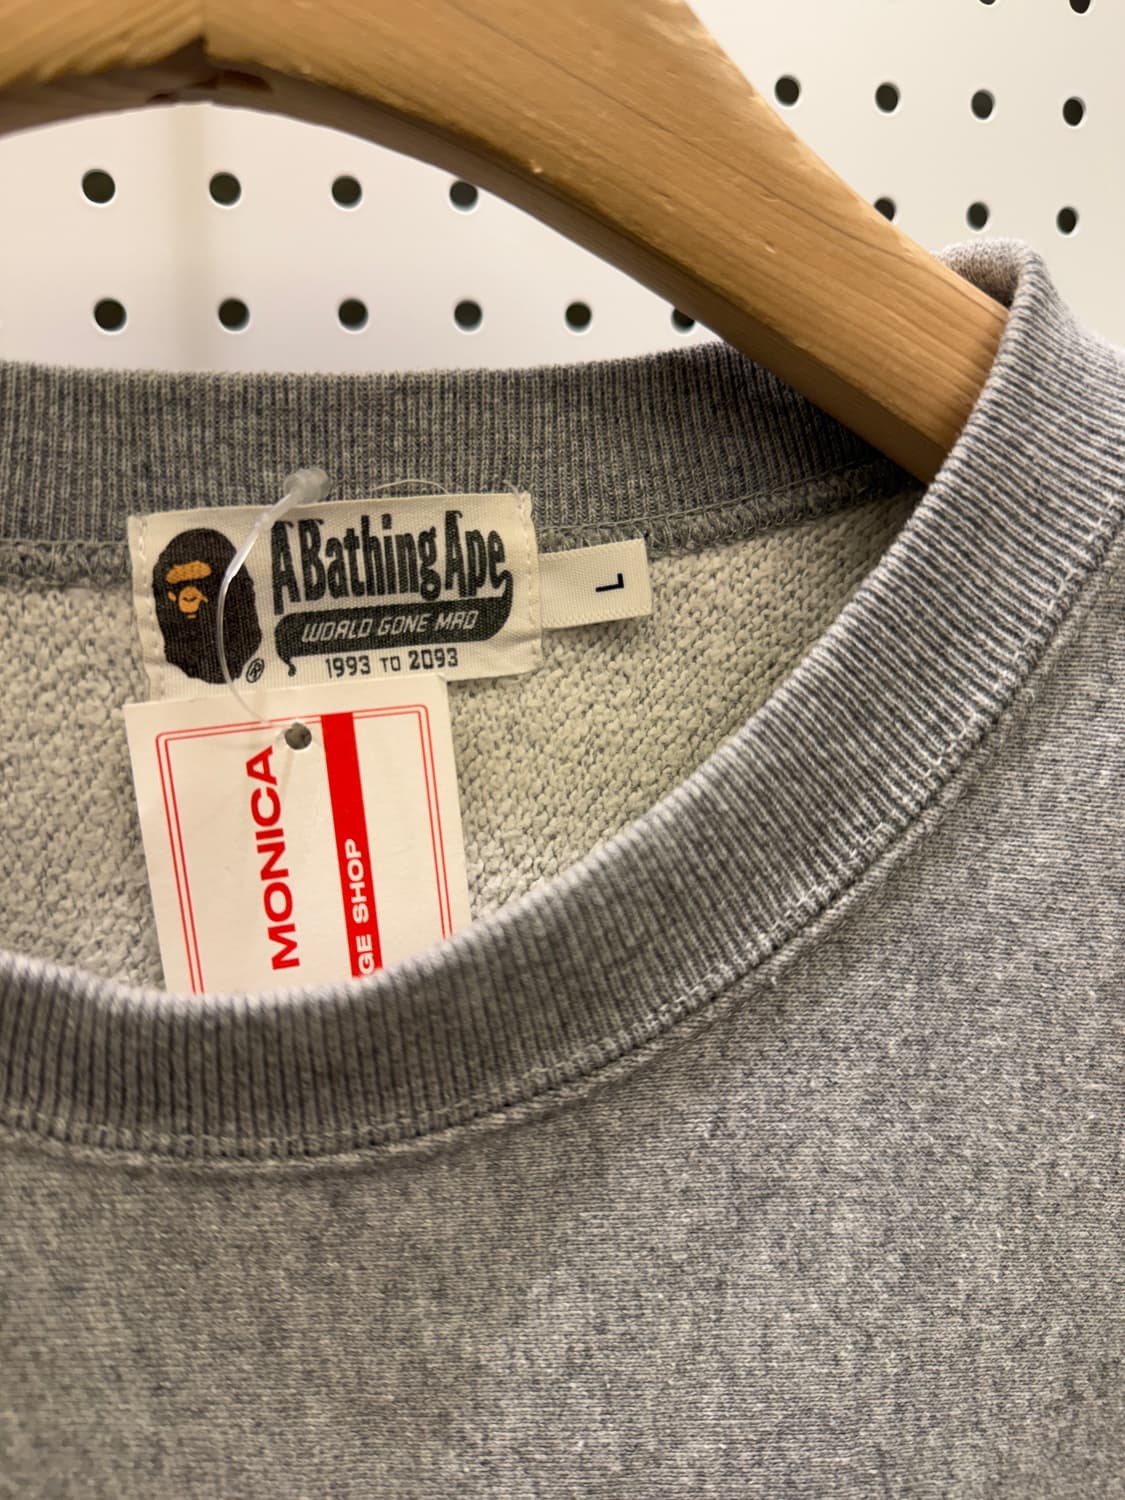 A Bathing Ape
WORLD GONE MAD
1993 TO 2093
®
L
MONICA
GE SHOP